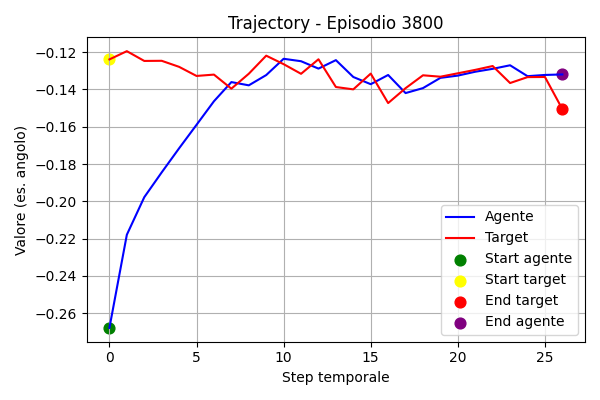 Trajectory - Episodio 3800
Valore (es. angolo)
−0.12
−0.14
−0.16
−0.18
−0.20
−0.22
−0.24
−0.26
0
5
10
15
20
25
Step temporale
Agente
Target
Start agente
Start target
End target
End agente